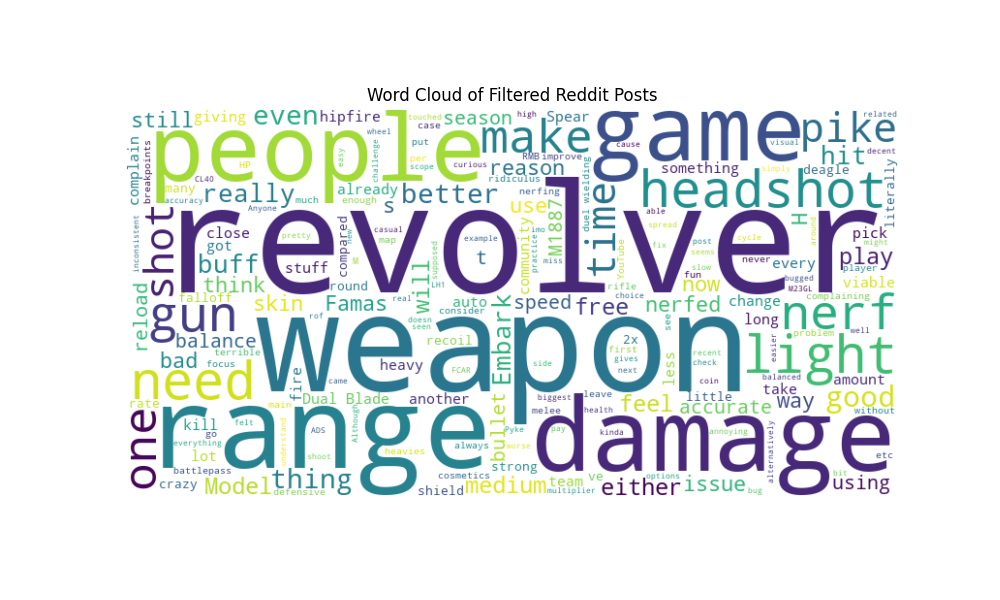 Word Cloud of Filtered Reddit Posts
still giving even hipfire touched case high Spear season make game pike related decent
complain breakpoints HP CL40 people wheel easy challenge put per scope curious reason RMB improve cause visual hit deagle literally
many accuracy really already enough better ridiculus nerfing miss something simply headshot
inconsistent shot Anyone much s casual use M1887 duel wielding time able H around might
close got pretty compared new map revolver example t community practice imo YouTube spread fix fun post seems slow cycle never every bugged M23GL pick play player
buff stuff think round MC supposed LH1 rifle choice now complaining viable
reload falloff skin Famas real will auto consider Embark speed free nerfed change long nerf
gun rof doesn seen weapon 2x first gives next see recent check problem easier well
balance terrible focus recoil less light
bad fire heavy FCAR side coin balanced take amount
need came Dual Blade another biggest leave feel little accurate way good
rate main Although bullet melee health without
one kill felt range always Pyke pay kinda damage annoying
go everything lot understand ADS shoot heavies worse strong alternatively etc
battlepass crazy Model defensive thing shield cosmetics medium multiplier team ve either options issue bug bit using